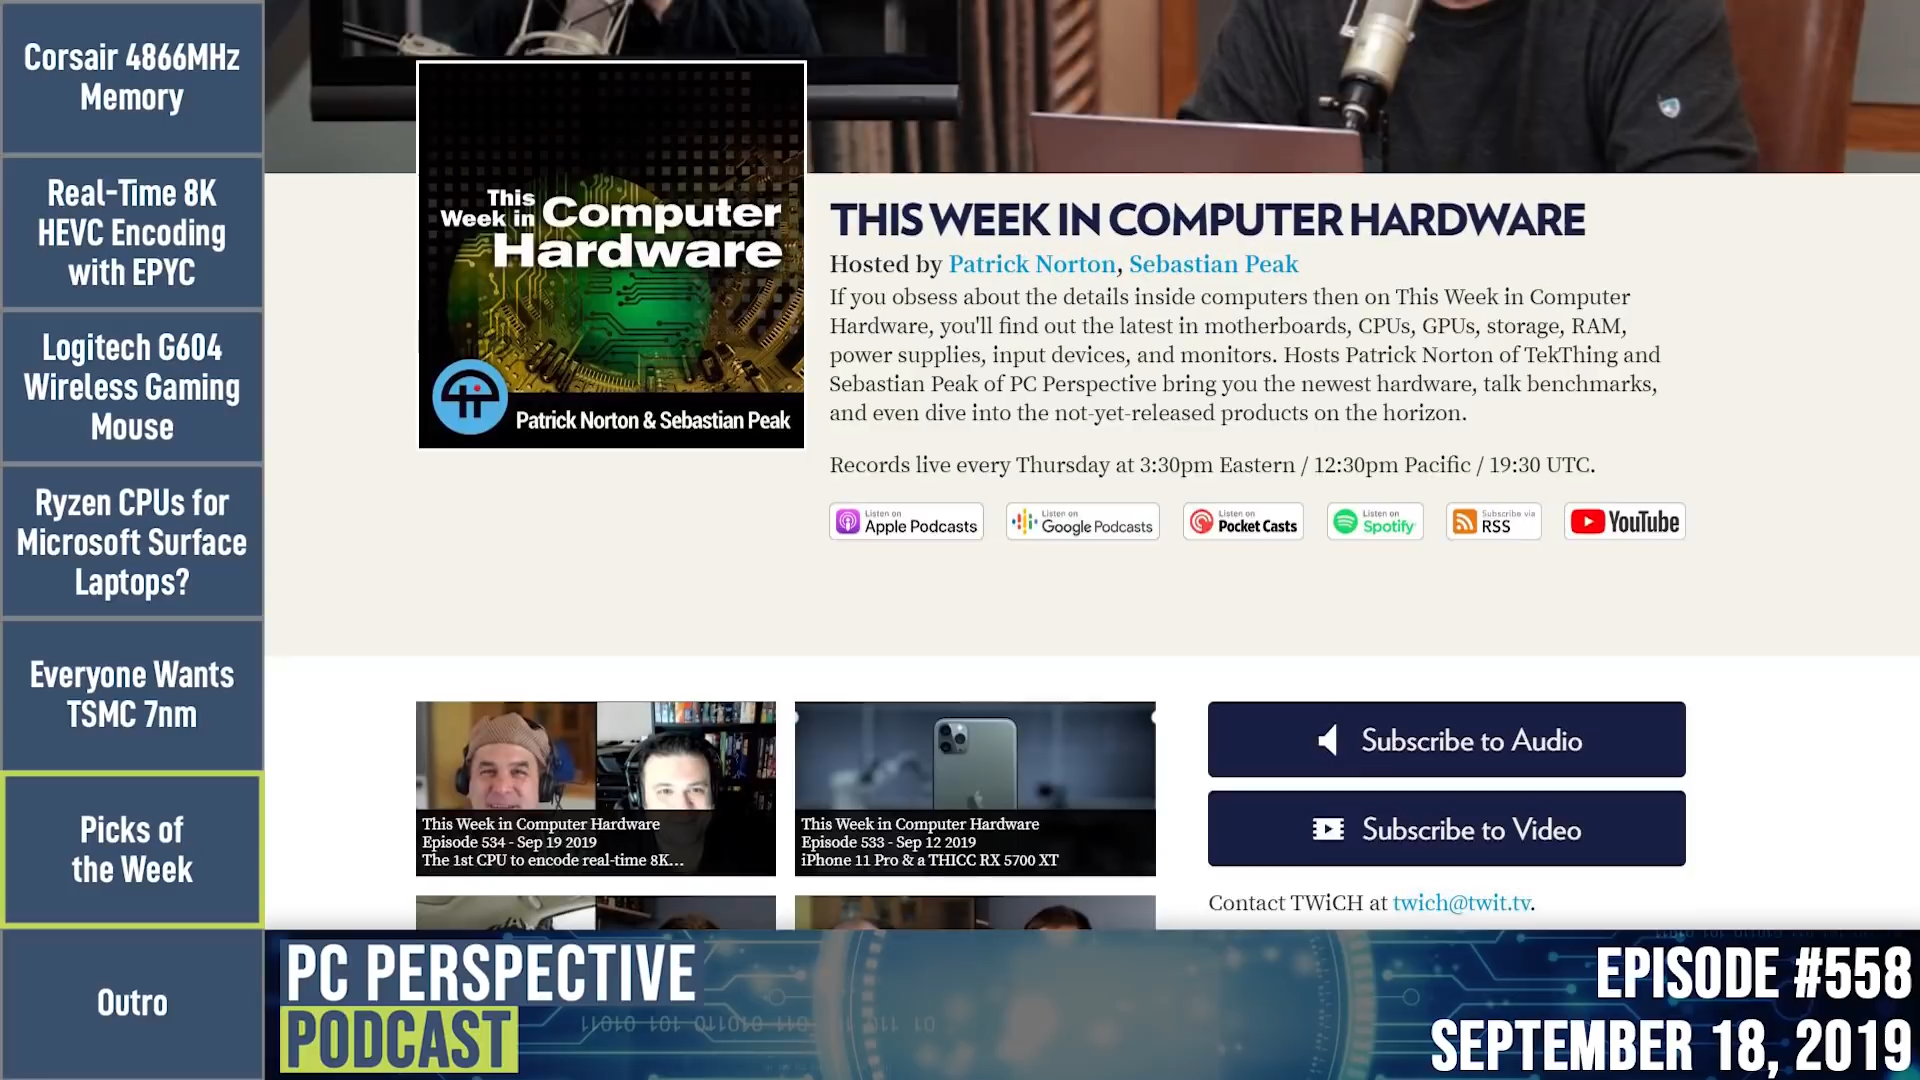 Corsair 4866MHz
Memory
Real-Time 8K
HEVC Encoding
with EPYC
Logitech G604
Wireless Gaming
Mouse
Ryzen CPUs for
Microsoft Surface
Laptops?
Everyone Wants
TSMC 7nm
Picks of
the Week
Outro
This
Week in Computer
Hardware
Patrick Norton & Sebastian Peak
THIS WEEK IN COMPUTER HARDWARE
Hosted by Patrick Norton, Sebastian Peak
If you obsess about the details inside computers then on This Week in Computer
Hardware, you'll find out the latest in motherboards, CPUs, GPUs, storage, RAM,
power supplies, input devices, and monitors. Hosts Patrick Norton of TekThing and
Sebastian Peak of PC Perspective bring you the newest hardware, talk benchmarks,
and even dive into the not-yet-released products on the horizon.
Records live every Thursday at 3:30pm Eastern / 12:30pm Pacific / 19:30 UTC.
Listen on
Apple Podcasts
Listen on
Google Podcasts
Listen on
Pocket Casts
Listen on
Spotify
Subscribe via
RSS
YouTube
This Week in Computer Hardware
Episode 534 - Sep 19 2019
The 1st CPU to encode real-time 8K...
This Week in Computer Hardware
Episode 533 - Sep 12 2019
iPhone 11 Pro & a THICC RX 5700 XT
Subscribe to Audio
Subscribe to Video
Contact TWiCH at twich@twit.tv.
PC PERSPECTIVE
PODCAST
EPISODE #558
SEPTEMBER 18, 2019